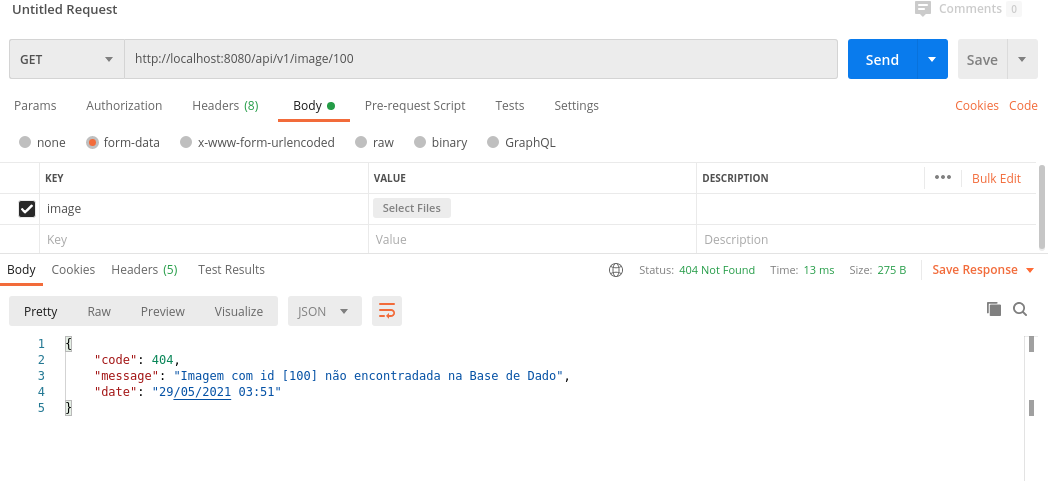 Untitled Request Comments 0
GET http://localhost:8080/api/v1/image/100 Send Save
Params Authorization Headers (8) Body Pre-request Script Tests Settings Cookies Code
none form-data x-www-form-urlencoded raw binary GraphQL
KEY VALUE DESCRIPTION ••• Bulk Edit
image Select Files
Key Value Description
Body Cookies Headers (5) Test Results Status: 404 Not Found Time: 13 ms Size: 275 B Save Response
Pretty Raw Preview Visualize JSON
1 {
2 "code": 404,
3 "message": "Imagem com id [100] não encontradada na Base de Dado",
4 "date": "29/05/2021 03:51"
5 }